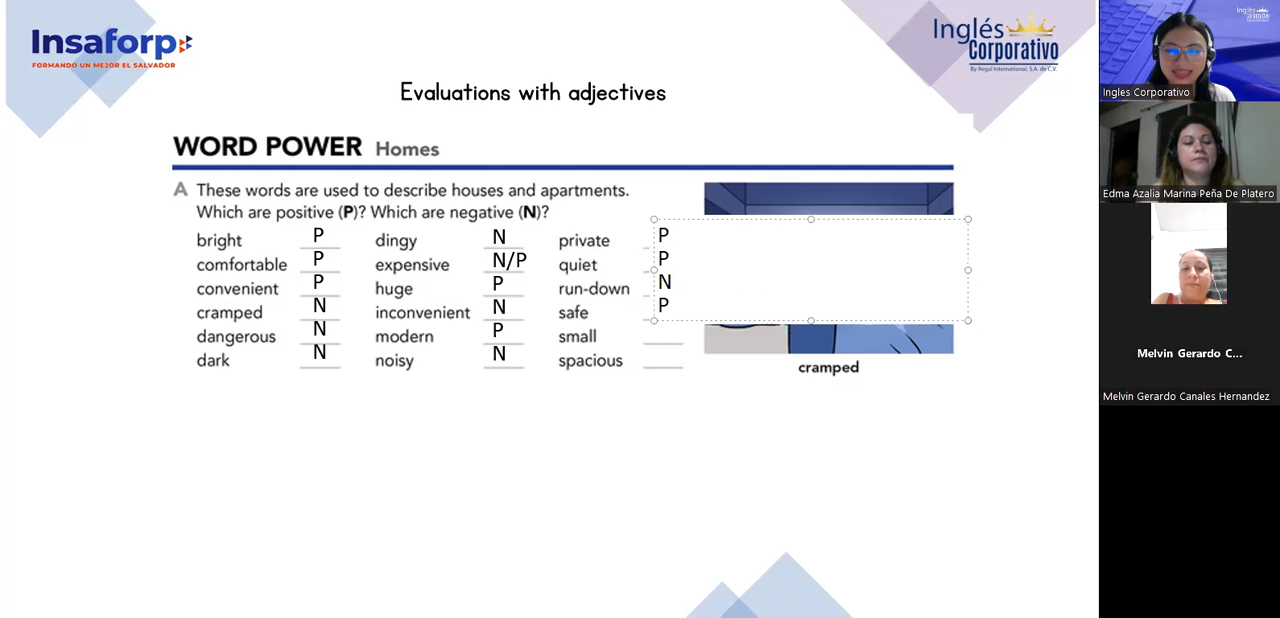 Insaforp
FORMANDO UN MEJOR EL SALVADOR
Inglés
Corporativo
By Regal International, S.A. de C.V.
Evaluations with adjectives
WORD POWER Homes
A These words are used to describe houses and apartments.
Which are positive (P)? Which are negative (N)?
bright P dingy N private P
comfortable P expensive N/P quiet P
convenient P huge P run-down N
cramped N inconvenient N safe P
dangerous N modern P small
dark N noisy N spacious
cramped
Ingles Corporativo
Edma Azalia Marina Peña De Platero
Melvin Gerardo C...
Melvin Gerardo Canales Hernandez